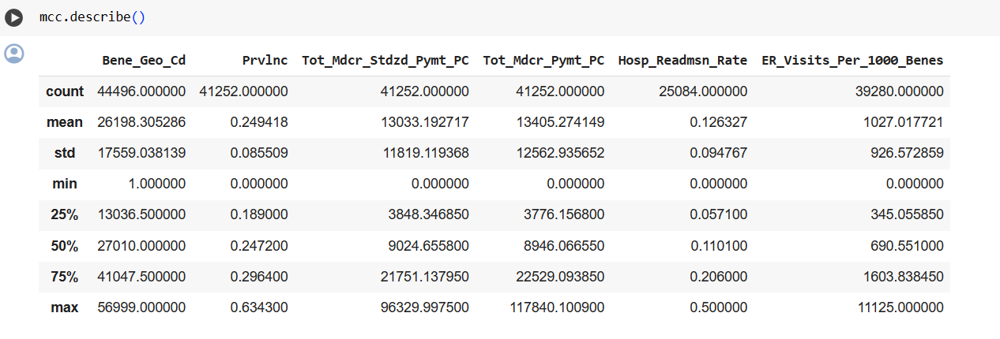 mcc.describe()
Bene_Geo_Cd Prvlnc Tot_Mdcr_Stdzd_Pymt_PC Tot_Mdcr_Pymt_PC Hosp_Readmsn_Rate ER_Visits_Per_1000_Benes
count 44496.000000 41252.000000 41252.000000 41252.000000 25084.000000 39280.000000
mean 26198.305286 0.249418 13033.192717 13405.274149 0.126327 1027.017721
std 17559.038139 0.085509 11819.119368 12562.935652 0.094767 926.572859
min 1.000000 0.000000 0.000000 0.000000 0.000000 0.000000
25% 13036.500000 0.189000 3848.346850 3776.156800 0.057100 345.055850
50% 27010.000000 0.247200 9024.655800 8946.066550 0.110100 690.551000
75% 41047.500000 0.296400 21751.137950 22529.093850 0.206000 1603.838450
max 56999.000000 0.634300 96329.997500 117840.100900 0.500000 11125.000000